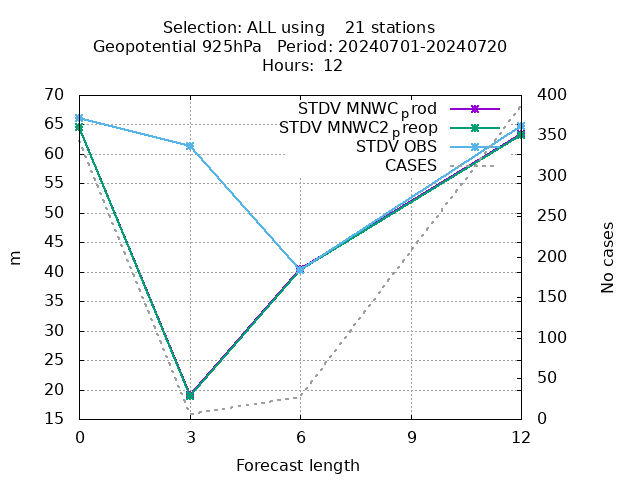 Selection: ALL using    21 stations
Geopotential 925hPa   Period: 20240701-20240720
Hours: 12
STDV MNWCprod
STDV MNWC2preop
STDV OBS
CASES
70
65
60
55
50
45
40
35
30
25
20
15
400
350
300
250
200
150
100
50
0
m
No cases
0 3 6 9 12
Forecast length